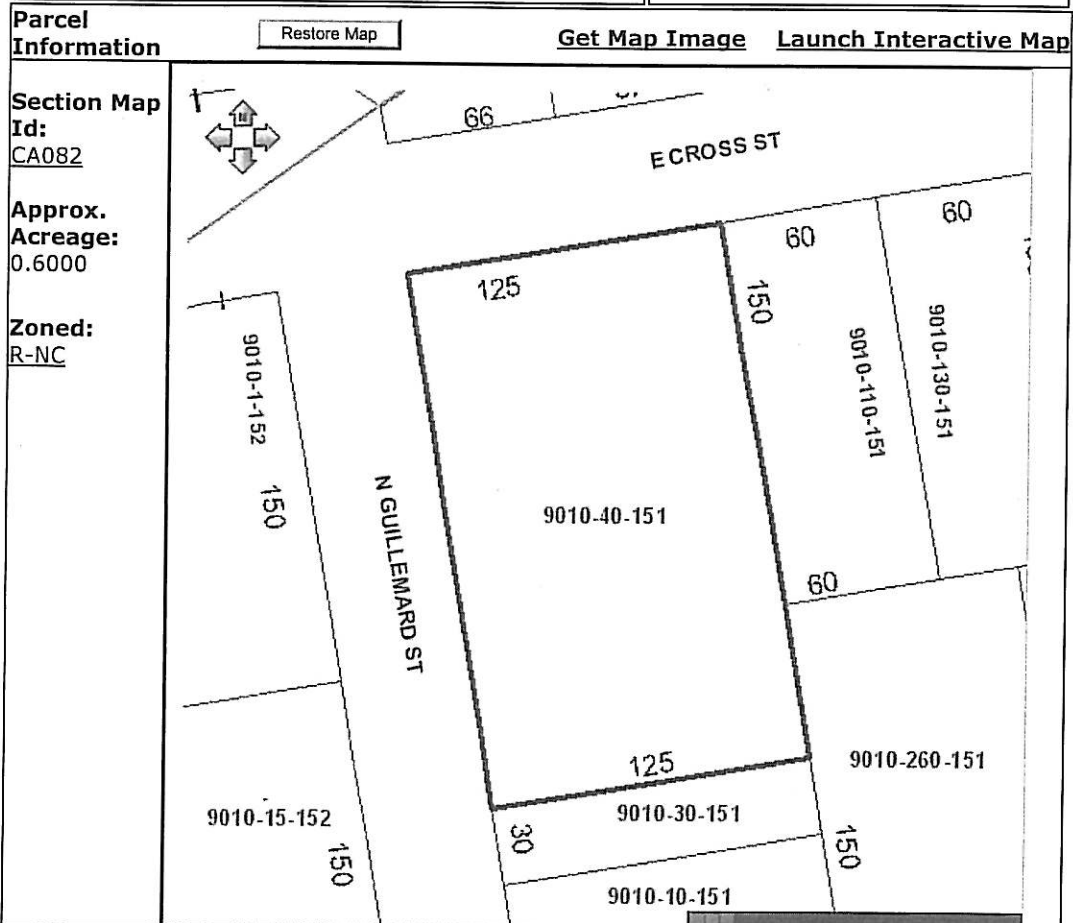 Parcel
Information
Restore Map
Get Map Image
Launch Interactive Map
Section Map
Id:
CA082
Approx.
Acreage:
0.6000
Zoned:
R-NC
66
E CROSS ST
60
60
125
150
9010-1-152
150
9010-110-151
9010-130-151
N GUILLEMARD ST
9010-40-151
60
125
9010-260-151
9010-15-152
150
30
9010-30-151
150
9010-10-151